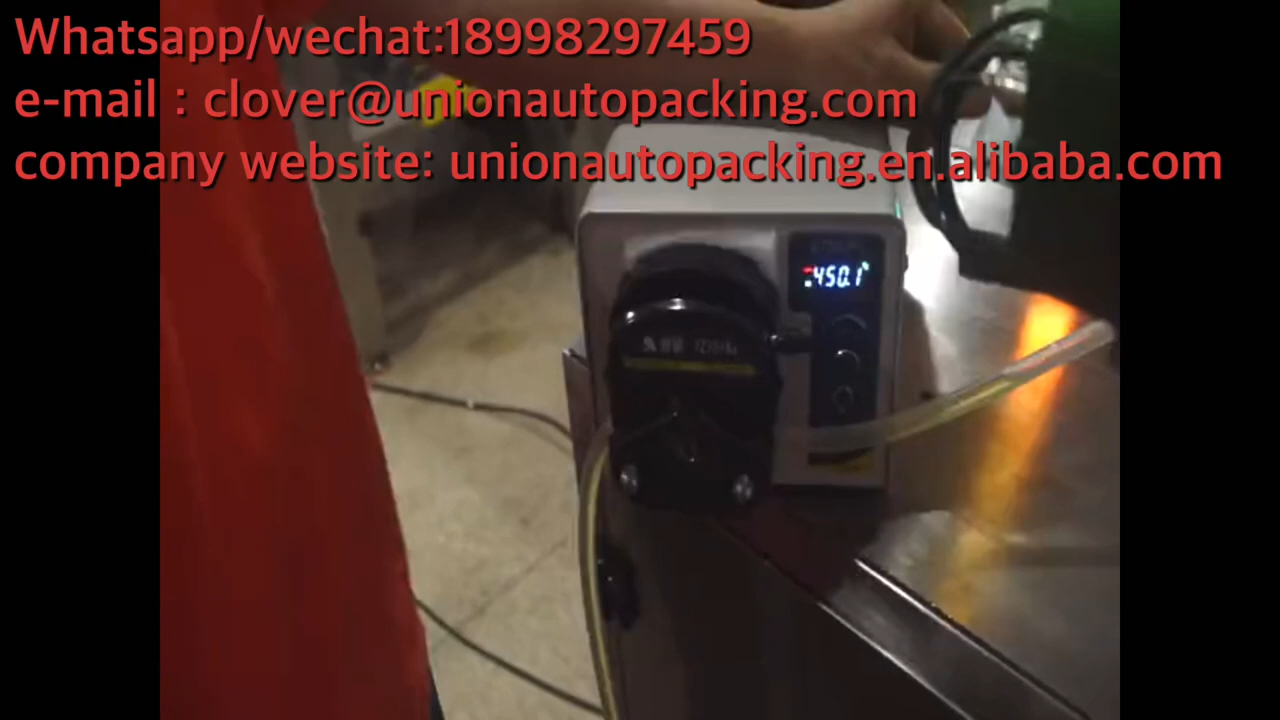 Whatsapp/wechat:18998297459
e-mail : clover@unionautopacking.com
company website: unionautopacking.en.alibaba.com
450.1